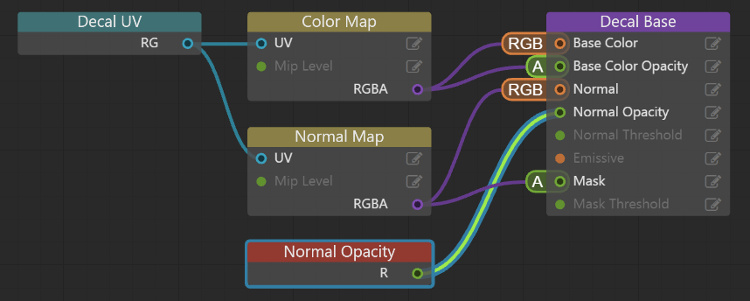 Decal UV
RG
Color Map
UV
Mip Level
RGBA
Normal Map
UV
Mip Level
RGBA
Normal Opacity
R
Decal Base
RGB Base Color
A Base Color Opacity
RGB Normal
Normal Opacity
Normal Threshold
Emissive
A Mask
Mask Threshold